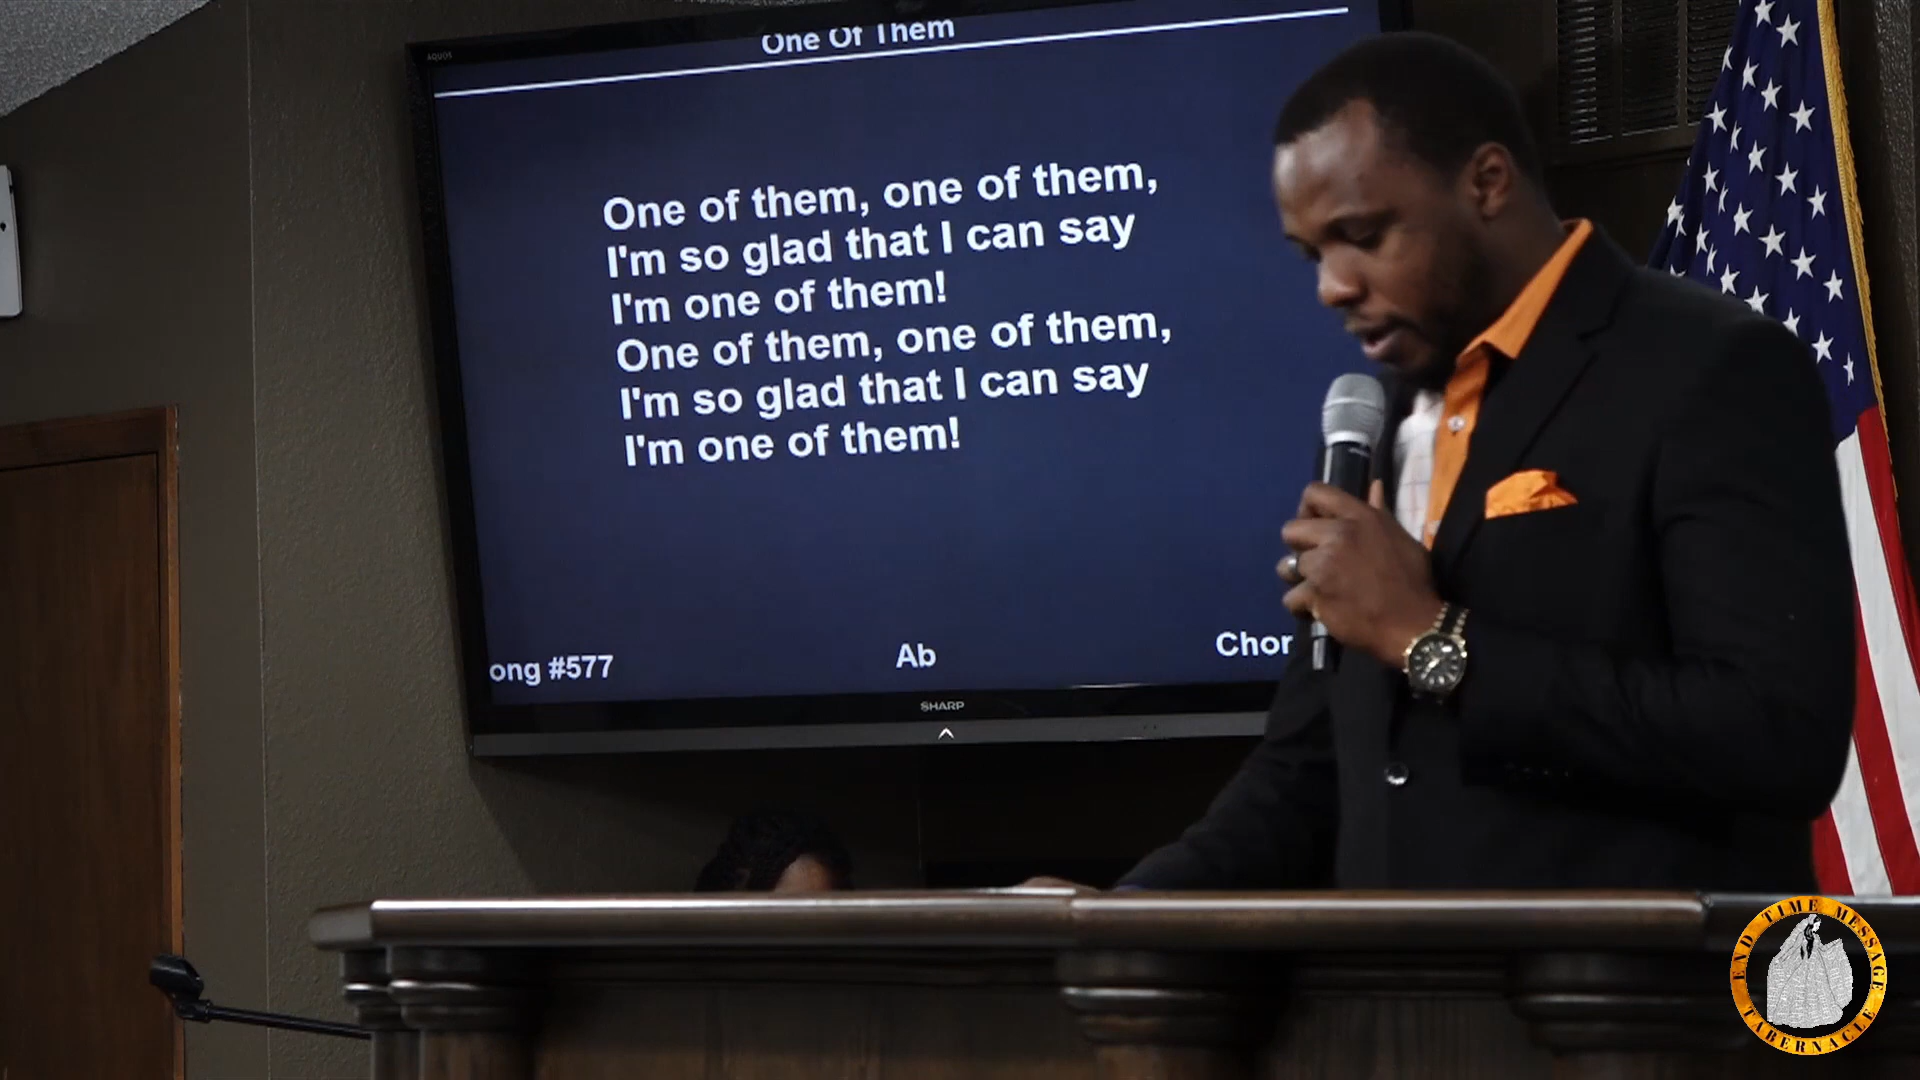 AQUOS
One Of Them
One of them, one of them,
I'm so glad that I can say
I'm one of them!
One of them, one of them,
I'm so glad that I can say
I'm one of them!
ong #577
Ab
Chor
SHARP
END TIME MESSAGE
TABERNACLE